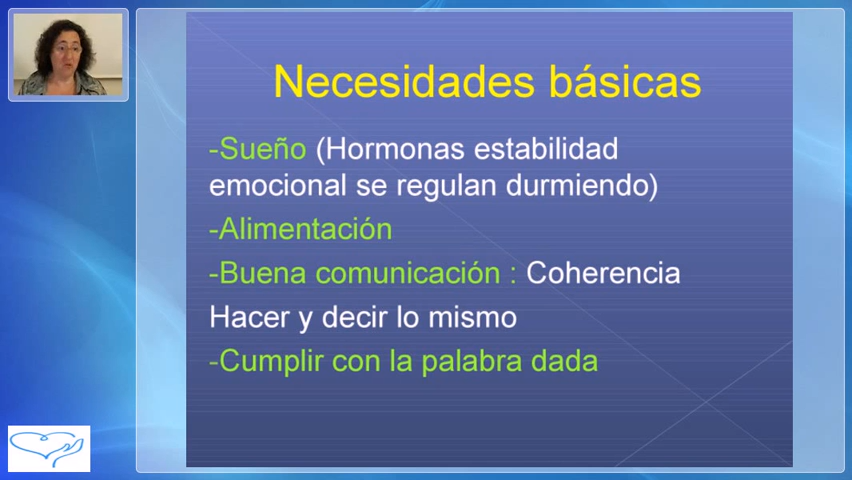 Necesidades básicas
-Sueño (Hormonas estabilidad
emocional se regulan durmiendo)
-Alimentación
-Buena comunicación : Coherencia
Hacer y decir lo mismo
-Cumplir con la palabra dada